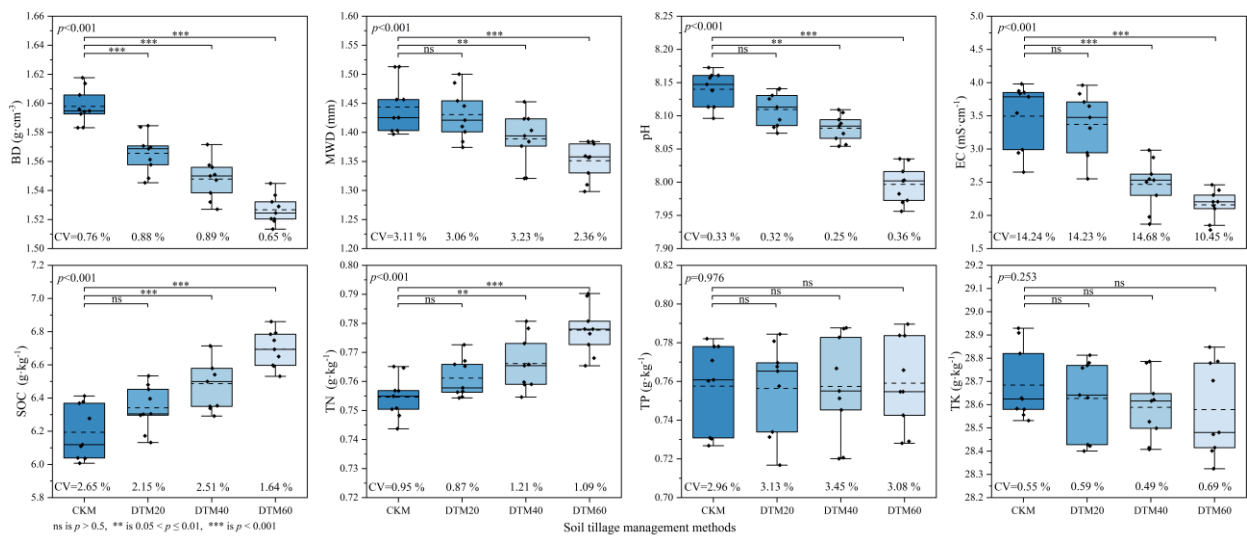 p<0.001
ns
**
***
BD (g·cm-3)
1.66
1.64
1.62
1.60
1.58
1.56
1.54
1.52
1.50
p<0.001
***
***
***
CV=0.76 % 0.88 % 0.89 % 0.65 %
MWD (mm)
1.60
1.55
1.50
1.45
1.40
1.35
1.30
1.25
1.20
p<0.001
***
**
ns
CV=3.11 % 3.06 % 3.23 % 2.36 %
pH
8.25
8.20
8.15
8.10
8.05
8.00
7.95
7.90
p<0.001
***
**
ns
CV=0.33 % 0.32 % 0.25 % 0.36 %
EC (mS·cm-1)
5.0
4.5
4.0
3.5
3.0
2.5
2.0
1.5
p<0.001
***
***
ns
CV=14.24 % 14.23 % 14.68 % 10.45 %
SOC (g·kg-1)
7.2
7.0
6.8
6.6
6.4
6.2
6.0
5.8
p<0.001
***
***
ns
CV=2.65 % 2.15 % 2.51 % 1.64 %
CKM DTM20 DTM40 DTM60
TN (g·kg-1)
0.80
0.79
0.78
0.77
0.76
0.75
0.74
0.73
0.72
p<0.001
***
**
ns
CV=0.95 % 0.87 % 1.21 % 1.09 %
CKM DTM20 DTM40 DTM60
TP (g·kg-1)
0.82
0.80
0.78
0.76
0.74
0.72
0.70
p=0.976
ns
ns
ns
CV=2.96 % 3.13 % 3.45 % 3.08 %
CKM DTM20 DTM40 DTM60
TK (g·kg-1)
29.1
29.0
28.9
28.8
28.7
28.6
28.5
28.4
28.3
28.2
p=0.253
ns
ns
ns
CV=0.55 % 0.59 % 0.49 % 0.69 %
CKM DTM20 DTM40 DTM60
ns is p > 0.5, ** is 0.05 < p ≤ 0.01, *** is p < 0.001
Soil tillage management methods